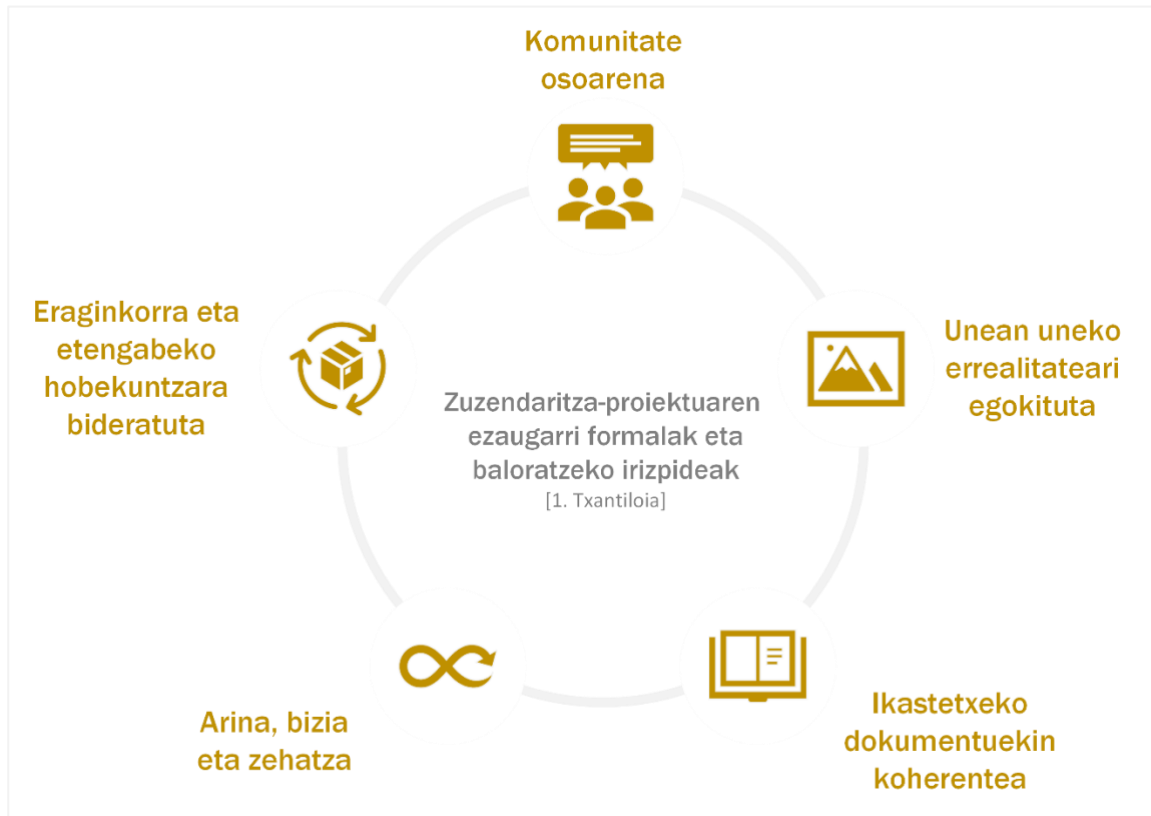 Komunitate
osoarena
Unean uneko
errealitateari
egokituta
Ikastetxeko
dokumentuekin
koherentea
Arina, bizia
eta zehatza
Eraginkorra eta
etengabeko
hobekuntzara
bideratuta
Zuzendaritza-proiektuaren
ezaugarri formalak eta
baloratzeko irizpideak
[1. Txantiloia]